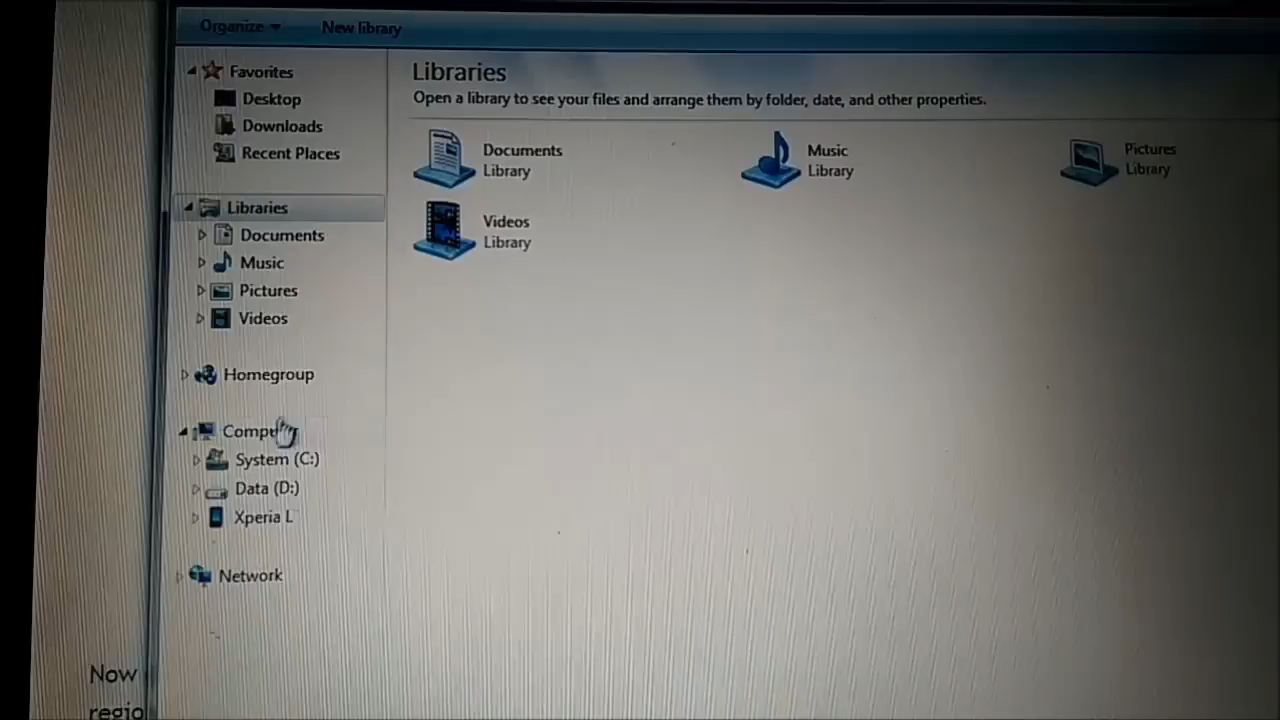 Organize New library
Favorites
Desktop
Downloads
Recent Places
Libraries
Documents
Music
Pictures
Videos
Homegroup
System (C:)
Data (D:)
Xperia L
Network
Libraries
Open a library to see your files and arrange them by folder, date, and other properties.
Documents
Library
Music
Library
Pictures
Library
Videos
Library
Now